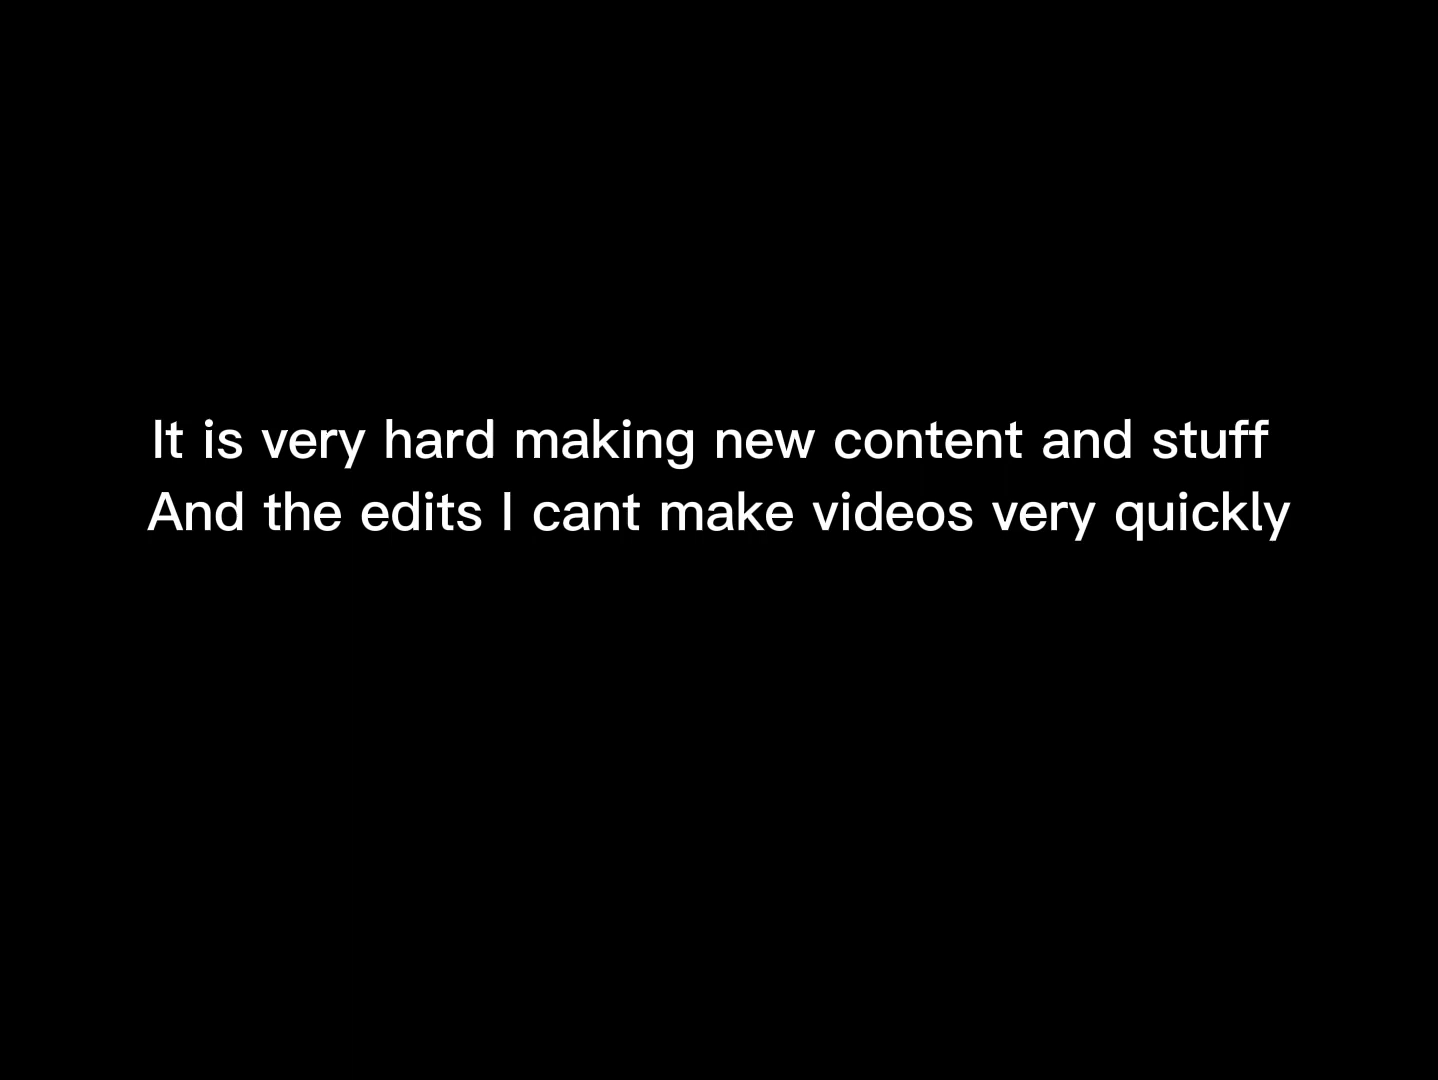 It is very hard making new content and stuff
And the edits I cant make videos very quickly